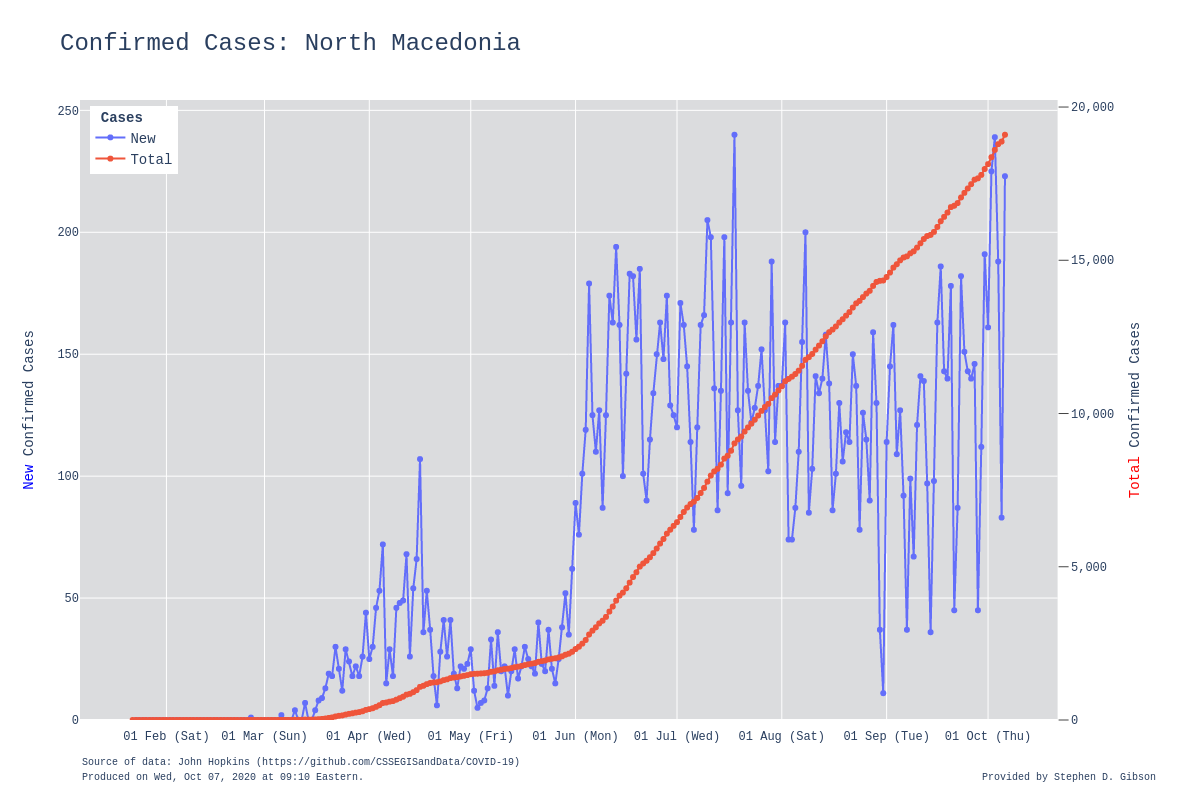 Confirmed Cases: North Macedonia
Cases
New
Total
250
200
150
100
50
0
20,000
15,000
10,000
5,000
0
New Confirmed Cases
Total Confirmed Cases
01 Feb (Sat) 01 Mar (Sun) 01 Apr (Wed) 01 May (Fri) 01 Jun (Mon) 01 Jul (Wed) 01 Aug (Sat) 01 Sep (Tue) 01 Oct (Thu)
Source of data: John Hopkins (https://github.com/CSSEGISandData/COVID-19)
Produced on Wed, Oct 07, 2020 at 09:10 Eastern.
Provided by Stephen D. Gibson